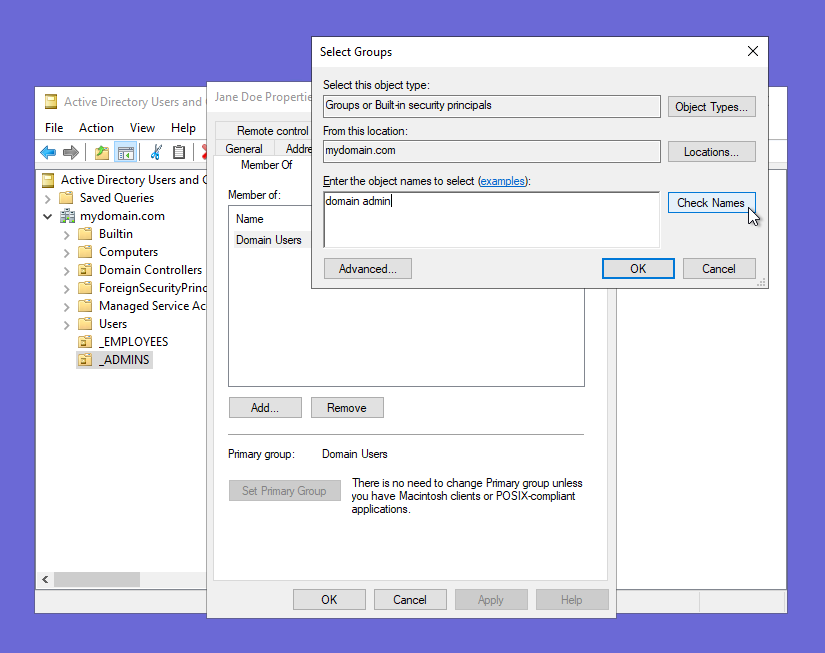 Select Groups
Select this object type:
Groups or Built-in security principals
Object Types...
From this location:
mydomain.com
Locations...
Enter the object names to select (examples):
domain admin
Check Names
Advanced...
OK
Cancel
Active Directory Users and
File Action View Help
Active Directory Users and
Saved Queries
mydomain.com
Builtin
Computers
Domain Controllers
ForeignSecurityPrinc
Managed Service Ac
Users
_EMPLOYEES
_ADMINS
Jane Doe Propertie
Remote control
General
Addre
Member Of
Member of:
Name
Domain Users
Add...
Remove
Primary group:
Domain Users
Set Primary Group
There is no need to change Primary group unless
you have Macintosh clients or POSIX-compliant
applications.
OK
Cancel
Apply
Help